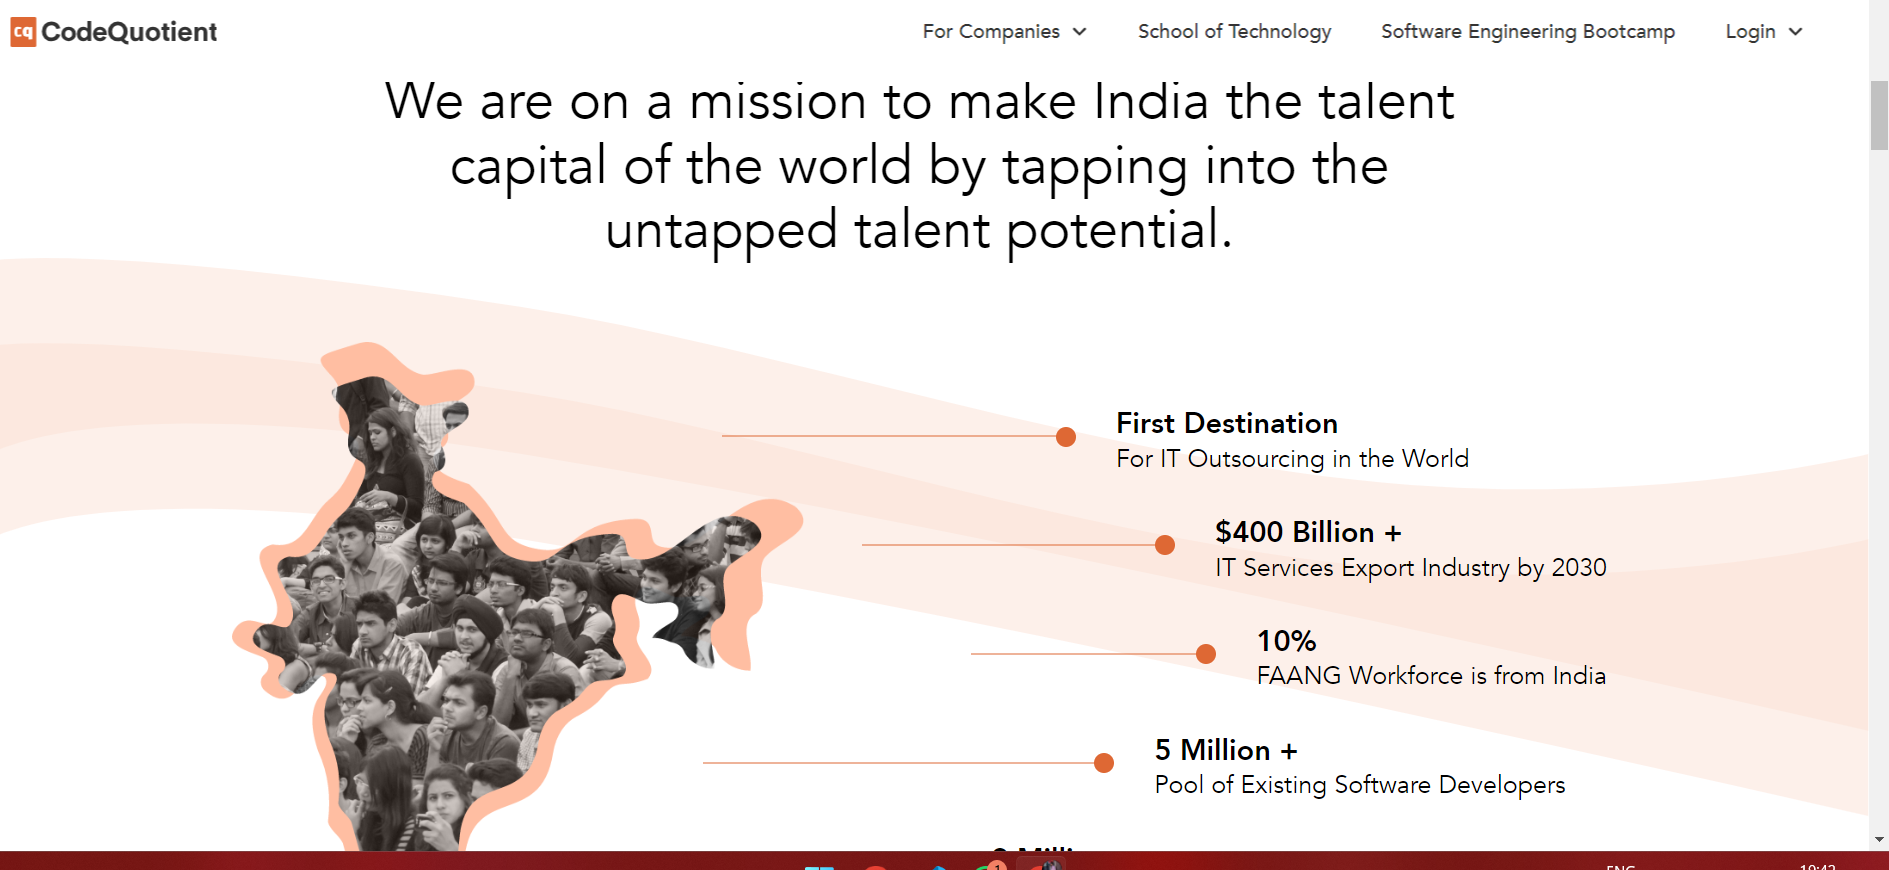 cq CodeQuotient
For Companies
School of Technology
Software Engineering Bootcamp
Login
We are on a mission to make India the talent
capital of the world by tapping into the
untapped talent potential.
First Destination
For IT Outsourcing in the World
$400 Billion +
IT Services Export Industry by 2030
10%
FAANG Workforce is from India
5 Million +
Pool of Existing Software Developers
1